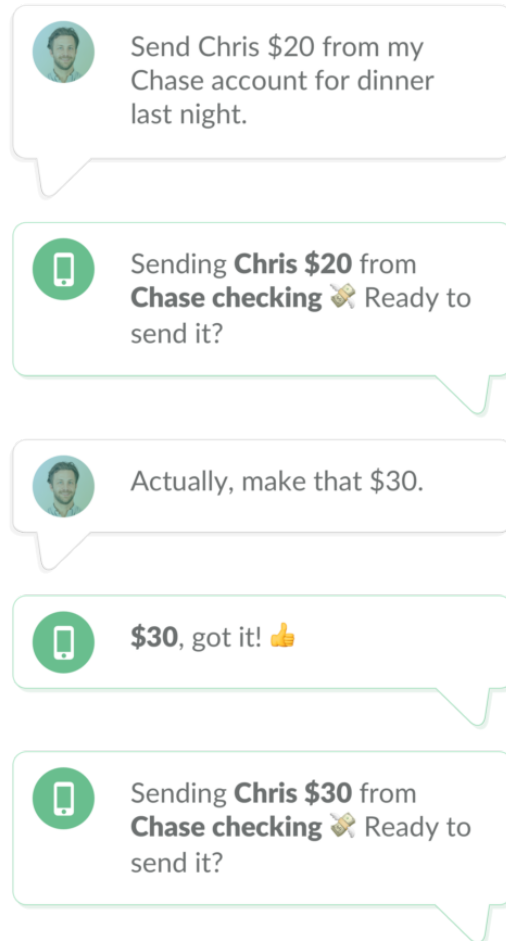 Send Chris $20 from my
Chase account for dinner
last night.
Sending Chris $20 from
Chase checking 💸 Ready to
send it?
Actually, make that $30.
$30, got it! 👍
Sending Chris $30 from
Chase checking 💸 Ready to
send it?